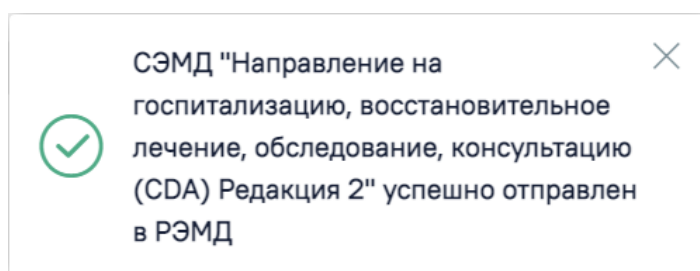 СЭМД "Направление на
госпитализацию, восстановительное
лечение, обследование, консультацию
(CDA) Редакция 2" успешно отправлен
в РЭМД